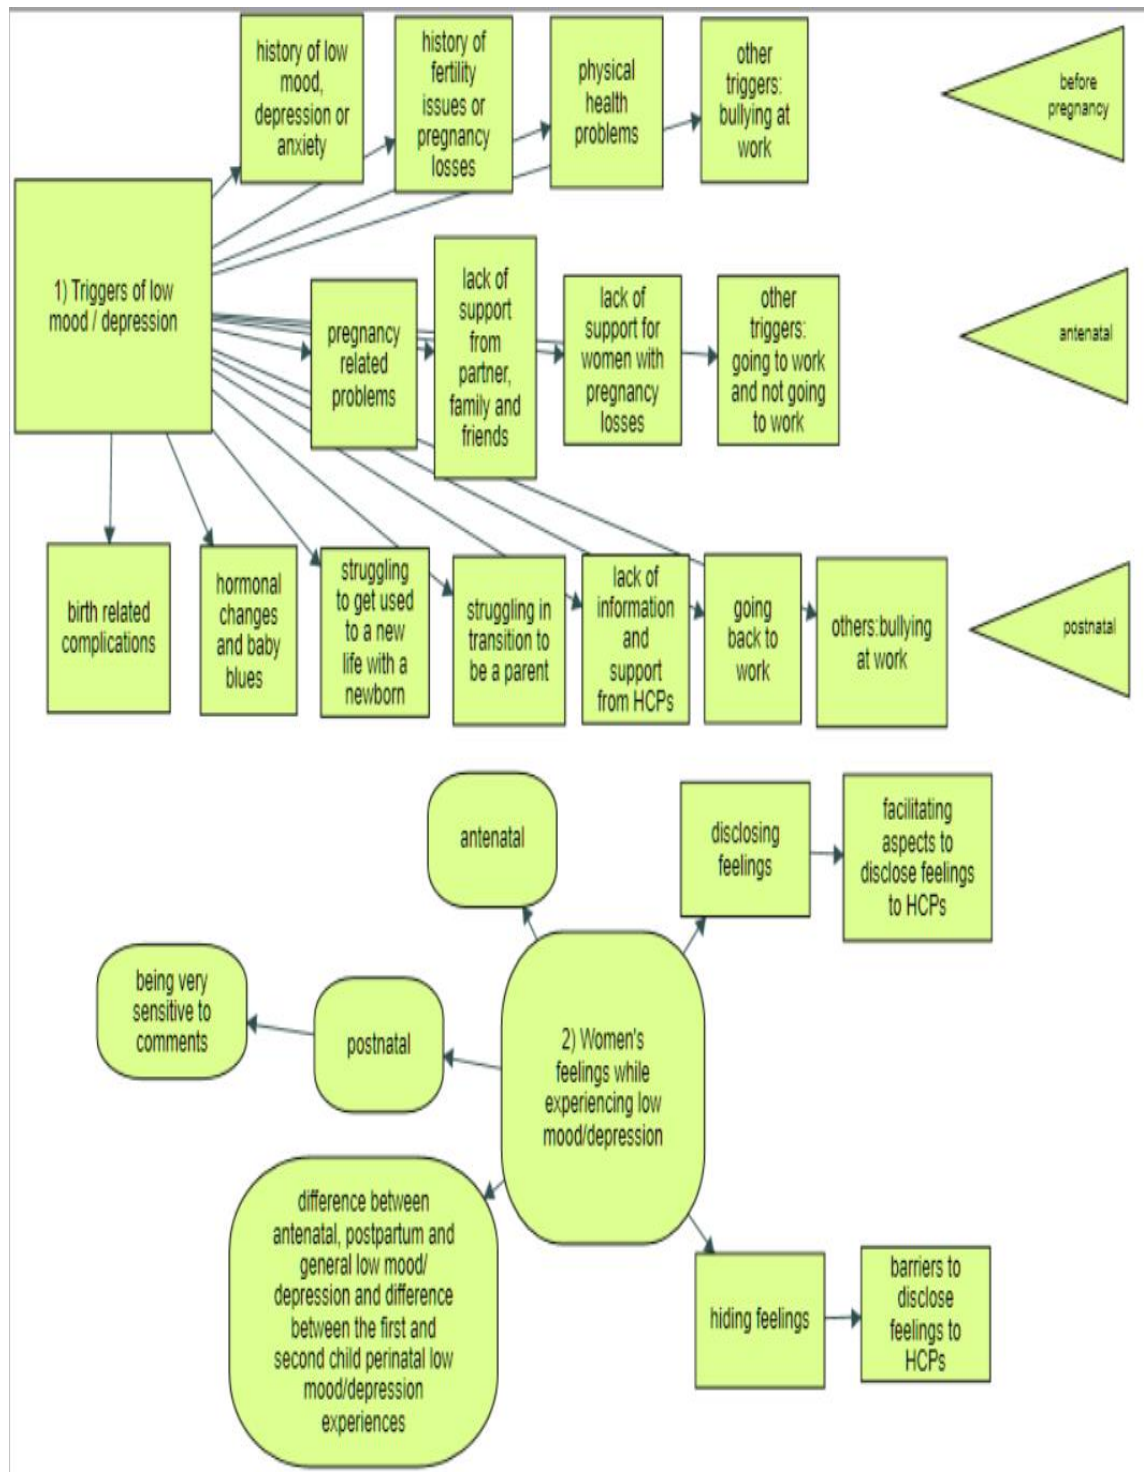 history of low
mood,
depression or
anxiety
history of
fertility
issues or
pregnancy
losses
physical
health
problems
other
triggers:
bullying at
work
before
pregnancy
1) Triggers of low
mood / depression
pregnancy
related
problems
lack of
support
from
partner,
family and
friends
lack of
support for
women with
pregnancy
losses
other
triggers:
going to work
and not going
to work
antenatal
birth related
complications
hormonal
changes
and baby
blues
struggling
to get used
to a new
life with a
newborn
struggling in
transition to
be a parent
lack of
information
and
support
from HCPs
going
back to
work
others:bullying
at work
postnatal
antenatal
disclosing
feelings
facilitating
aspects to
disclose feelings
to HCPs
being very
sensitive to
comments
postnatal
2) Women's
feelings while
experiencing low
mood/depression
difference between
antenatal, postpartum and
general low mood/
depression and difference
between the first and
second child perinatal low
mood/depression
experiences
hiding feelings
barriers to
disclose
feelings to
HCPs